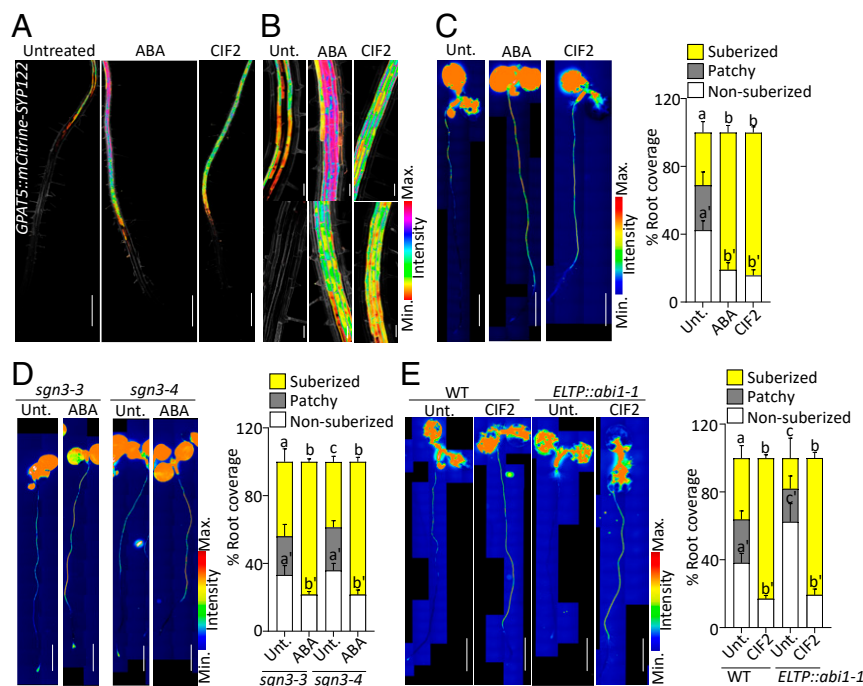 A
Untreated ABA CIF2
GPAT5::mCitrine-SYP122
B
Unt. ABA CIF2
Min. Intensity Max.
C
Unt. ABA CIF2
Min. Intensity Max.
Suberized
Patchy
Non-suberized
% Root coverage
120
80
40
0
a b b
a' b' b'
Unt. ABA CIF2
D
sgn3-3 sgn3-4
Unt. ABA Unt. ABA
Min. Intensity Max.
Suberized
Patchy
Non-suberized
% Root coverage
120
80
40
0
a b c b
a' b' a' b'
Unt. ABA Unt. ABA
sgn3-3 sgn3-4
E
WT ELTP::abi1-1
Unt. CIF2 Unt. CIF2
Min. Intensity Max.
Suberized
Patchy
Non-suberized
% Root coverage
120
80
40
0
a b c b
a' b' c' b'
Unt. CIF2 Unt. CIF2
WT ELTP::abi1-1